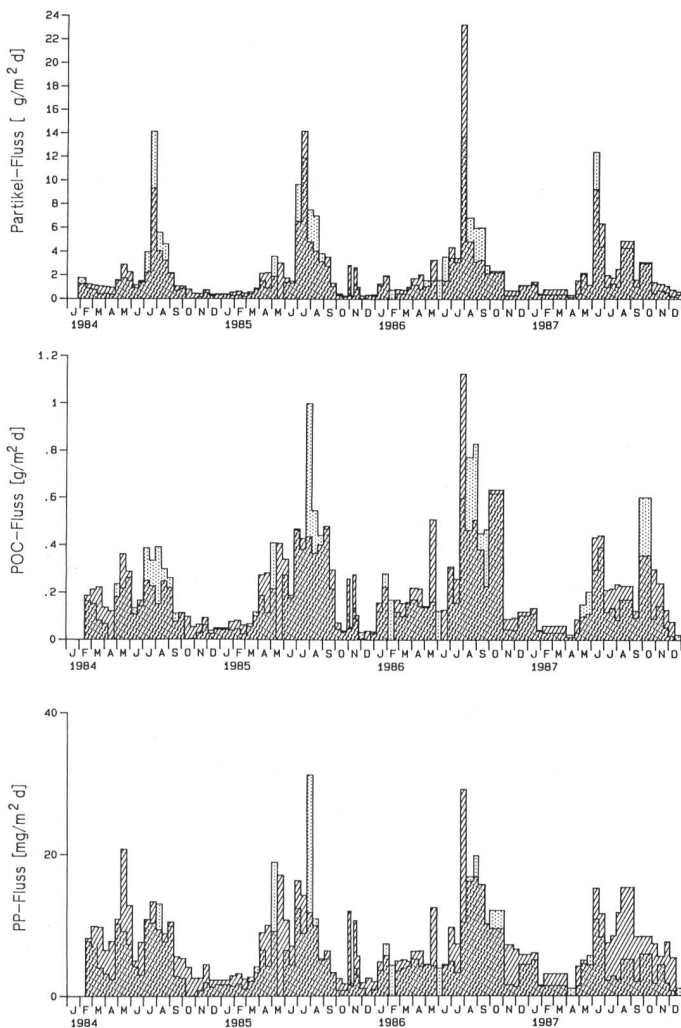 Partikel-Fluss [ g/m² d]
24
22
20
18
16
14
12
10
8
6
4
2
0
J F M A M J J A S O N D J F M A M J J A S O N D J F M A M J J A S O N D J F M A M J J A S O N D
1984 1985 1986 1987
POC-Fluss [g/m² d]
1.2
1
.8
.6
.4
.2
0
J F M A M J J A S O N D J F M A M J J A S O N D J F M A M J J A S O N D J F M A M J J A S O N D
1984 1985 1986 1987
PP-Fluss [mg/m² d]
40
20
0
J F M A M J J A S O N D J F M A M J J A S O N D J F M A M J J A S O N D J F M A M J J A S O N D
1984 1985 1986 1987